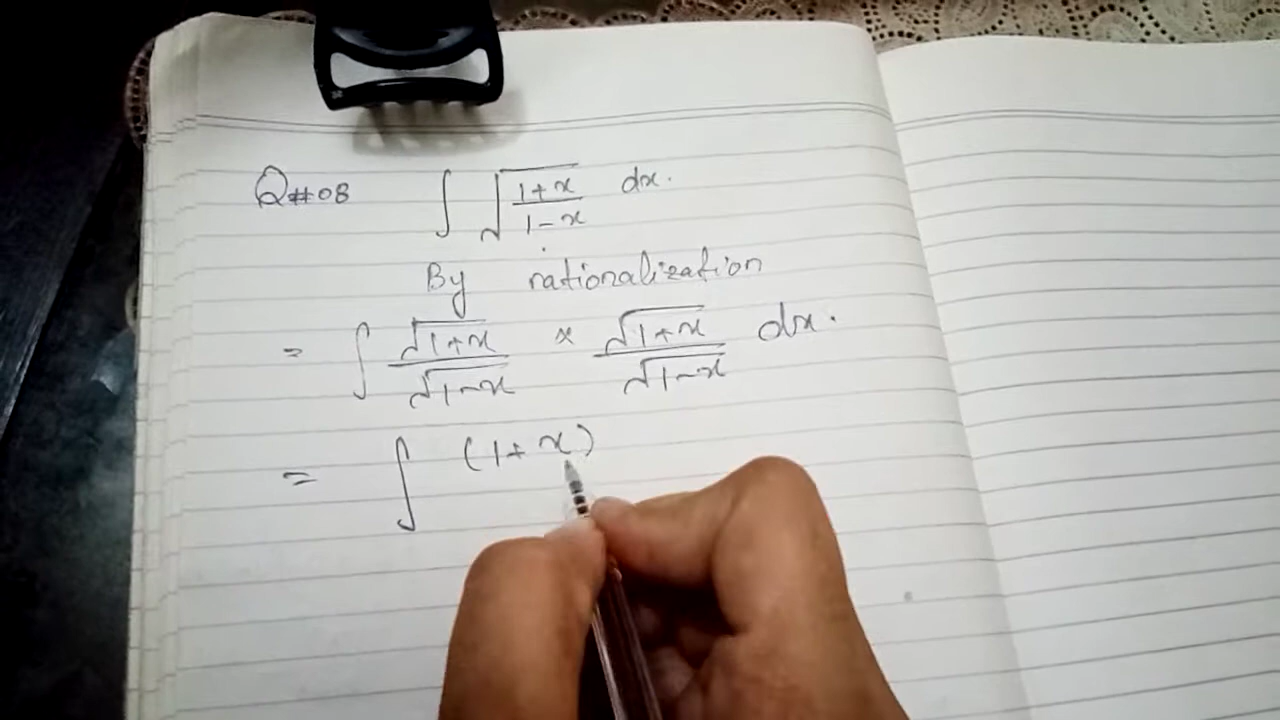 Q#08 ∫ √(1+x / 1-x) dx.
By rationalization
= ∫ √1+x / √1-x × √1+x / √1-x dx.
= ∫ (1+x)